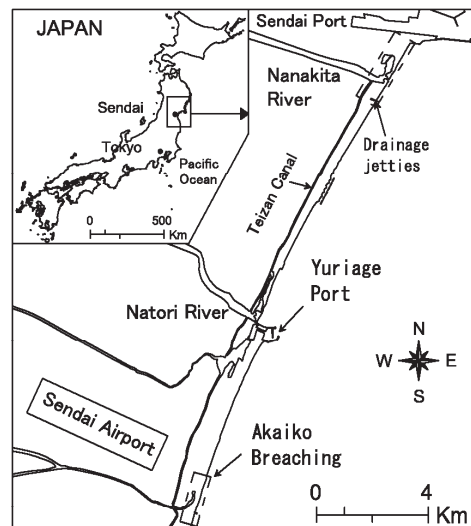 JAPAN
Sendai Port
Nanakita
River
Sendai
Tokyo
Pacific
Ocean
0 500
Km
Drainage
jetties
Teizan Canal
Yuriage
Port
Natori River
N
W E
S
Sendai Airport
Akaiko
Breaching
0 4
Km